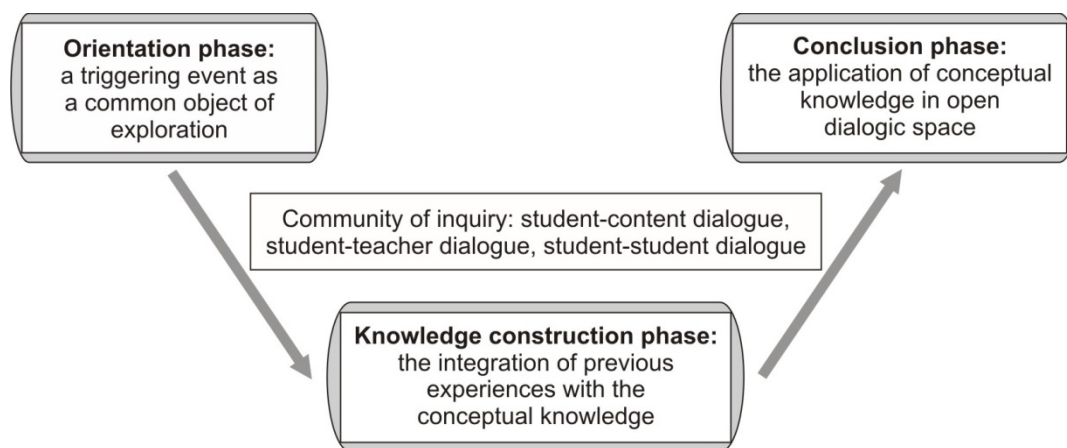 Orientation phase:
a triggering event as
a common object of
exploration
Conclusion phase:
the application of conceptual
knowledge in open
dialogic space
Community of inquiry: student-content dialogue,
student-teacher dialogue, student-student dialogue
Knowledge construction phase:
the integration of previous
experiences with the
conceptual knowledge